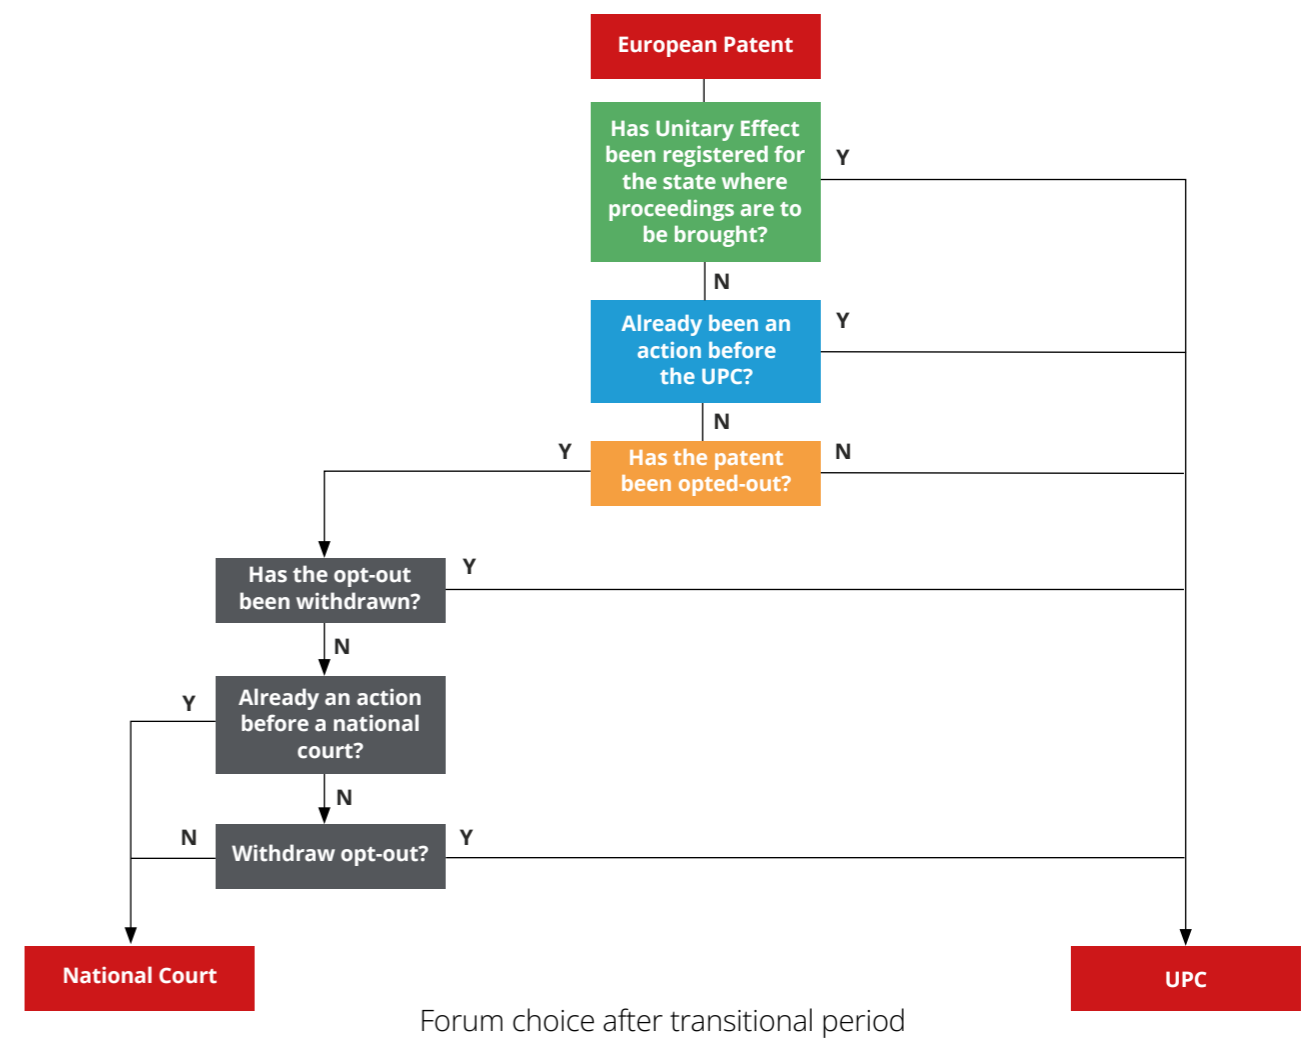 European Patent
Has Unitary Effect
been registered for
the state where
proceedings are to
be brought?
Y
N
Already been an
action before
the UPC?
Y
N
Y
Has the patent
been opted-out?
N
Has the opt-out
been withdrawn?
Y
N
Y
Already an action
before a national
court?
N
N
Withdraw opt-out?
Y
National Court
UPC
Forum choice after transitional period